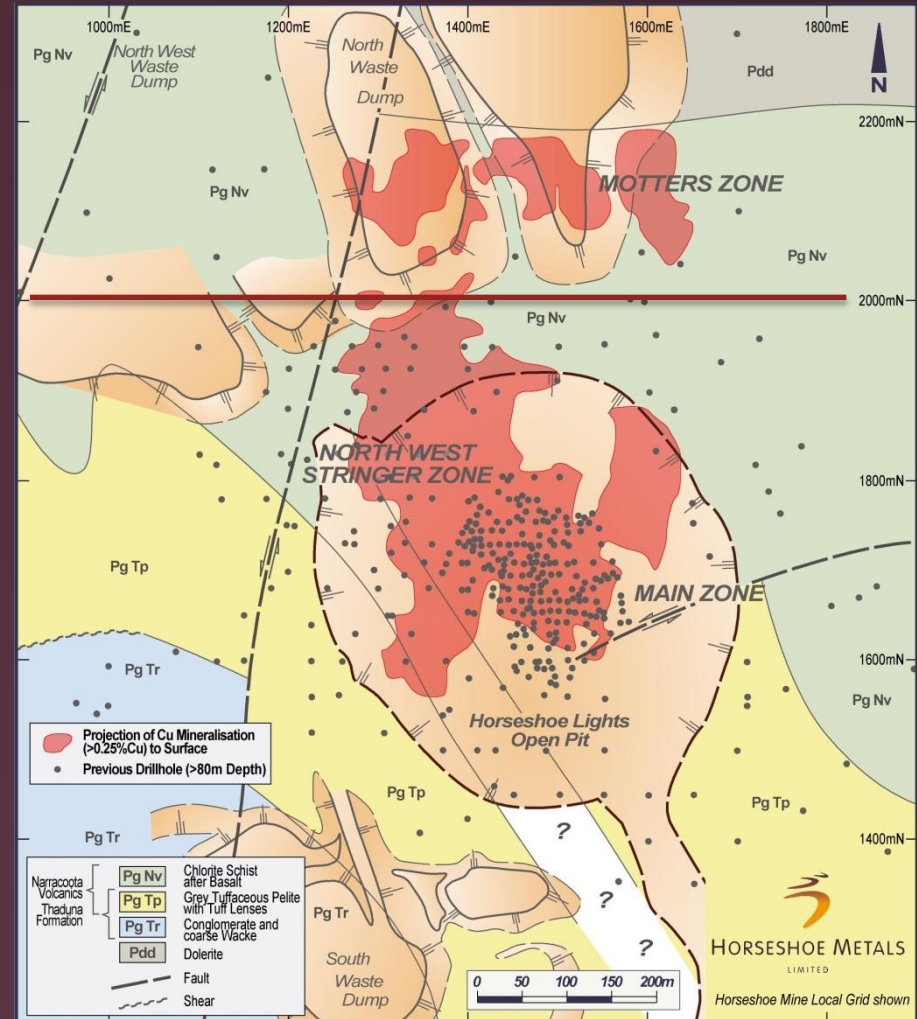 1000mE
1200mE
1400mE
1600mE
1800mE
Pg Nv
North West
Waste
Dump
North
Waste
Dump
Pdd
N
2200mN
Pg Nv
MOTTERS ZONE
Pg Nv
2000mN
Pg Nv
NORTH WEST
STRINGER ZONE
1800mN
Pg Tp
MAIN ZONE
1600mN
Pg Tr
Pg Nv
Horseshoe Lights
Open Pit
Projection of Cu Mineralisation
(>0.25%Cu) to Surface
Previous Drillhole (>80m Depth)
Pg Tp
Pg Tp
?
1400mN
Pg Tr
Narracoota
Volcanics
Thaduna
Formation
Pg Nv
Chlorite Schist
after Basalt
Pg Tp
Grey Tuffaceous Pelite
with Tuff Lenses
Pg Tr
Conglomerate and
coarse Wacke
Pdd
Dolerite
Fault
Shear
Pg Tr
South
Waste
Dump
?
?
0 50 100 150 200m
HORSESHOE METALS
LIMITED
Horseshoe Mine Local Grid shown